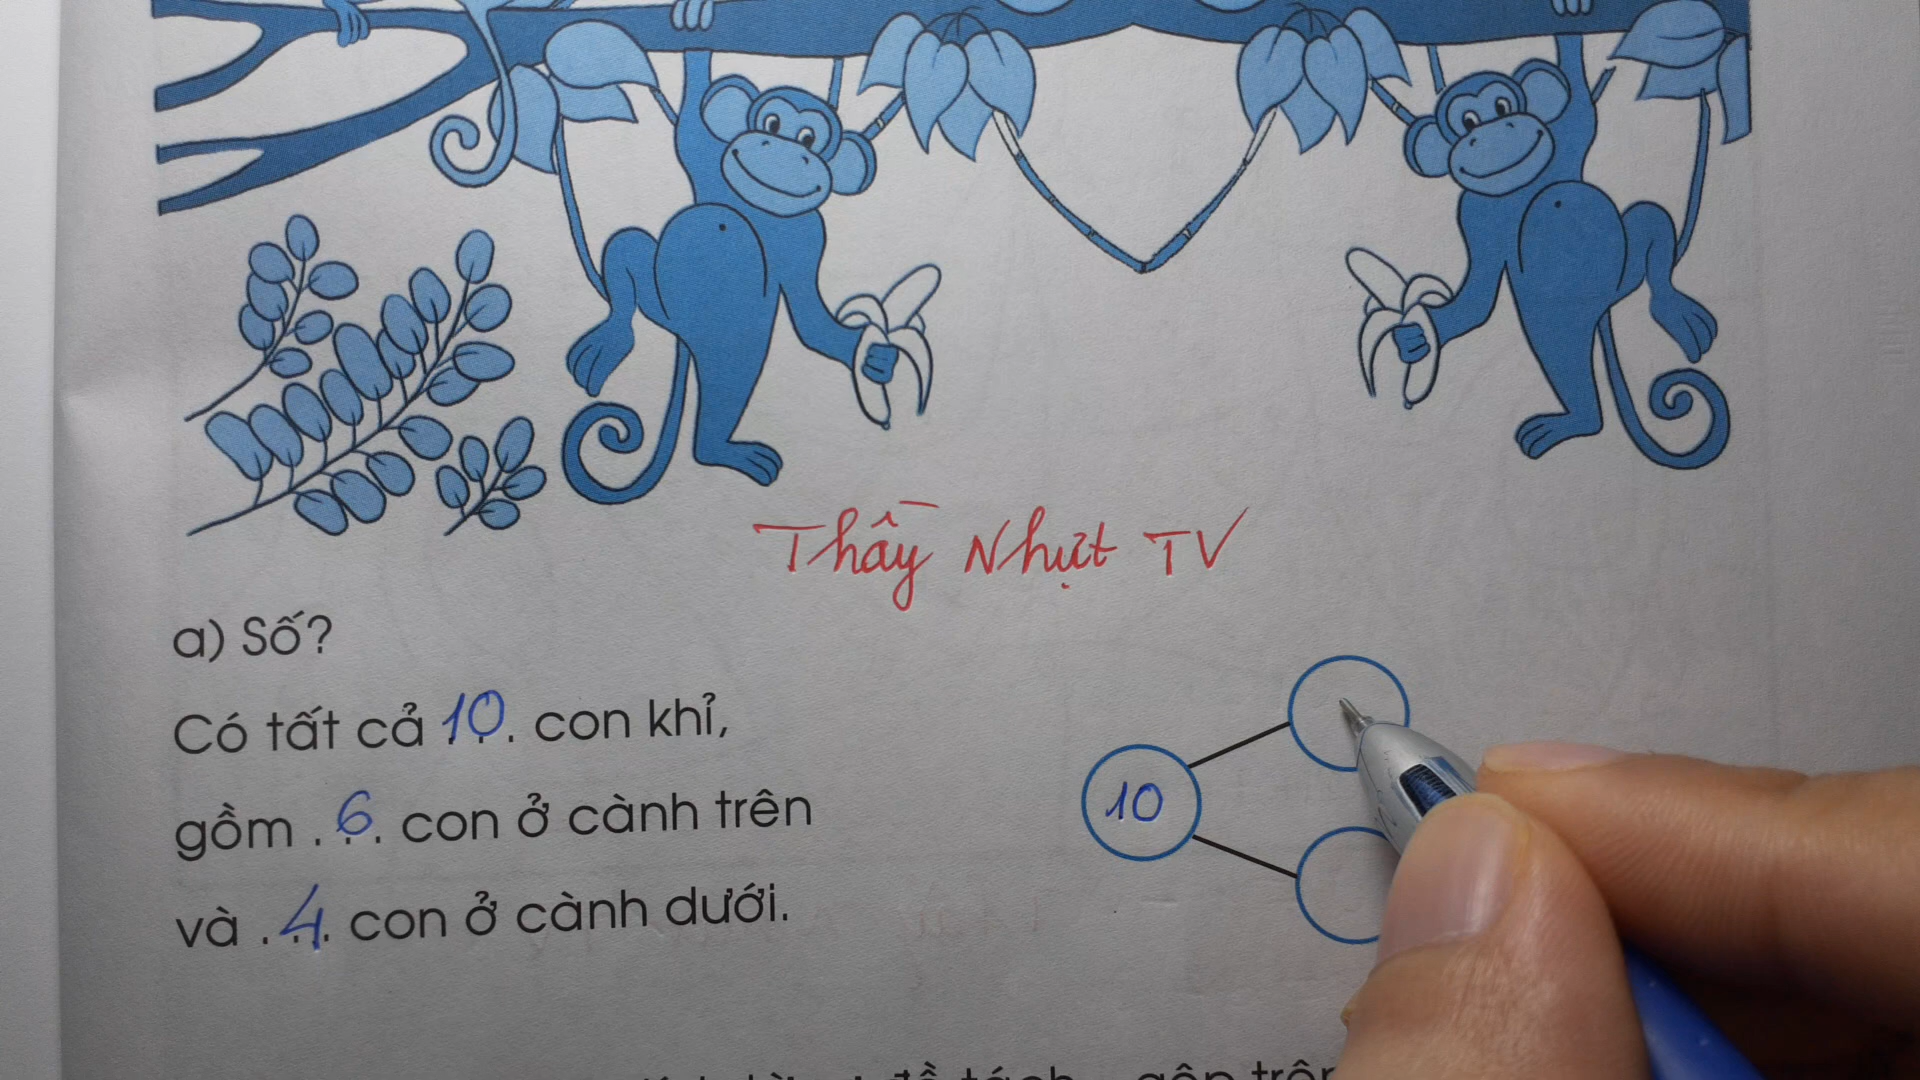 Thầy Nhựt TV
a) Số?
Có tất cả .10. con khỉ,
gồm . 6. con ở cành trên
và . 4. con ở cành dưới.
10